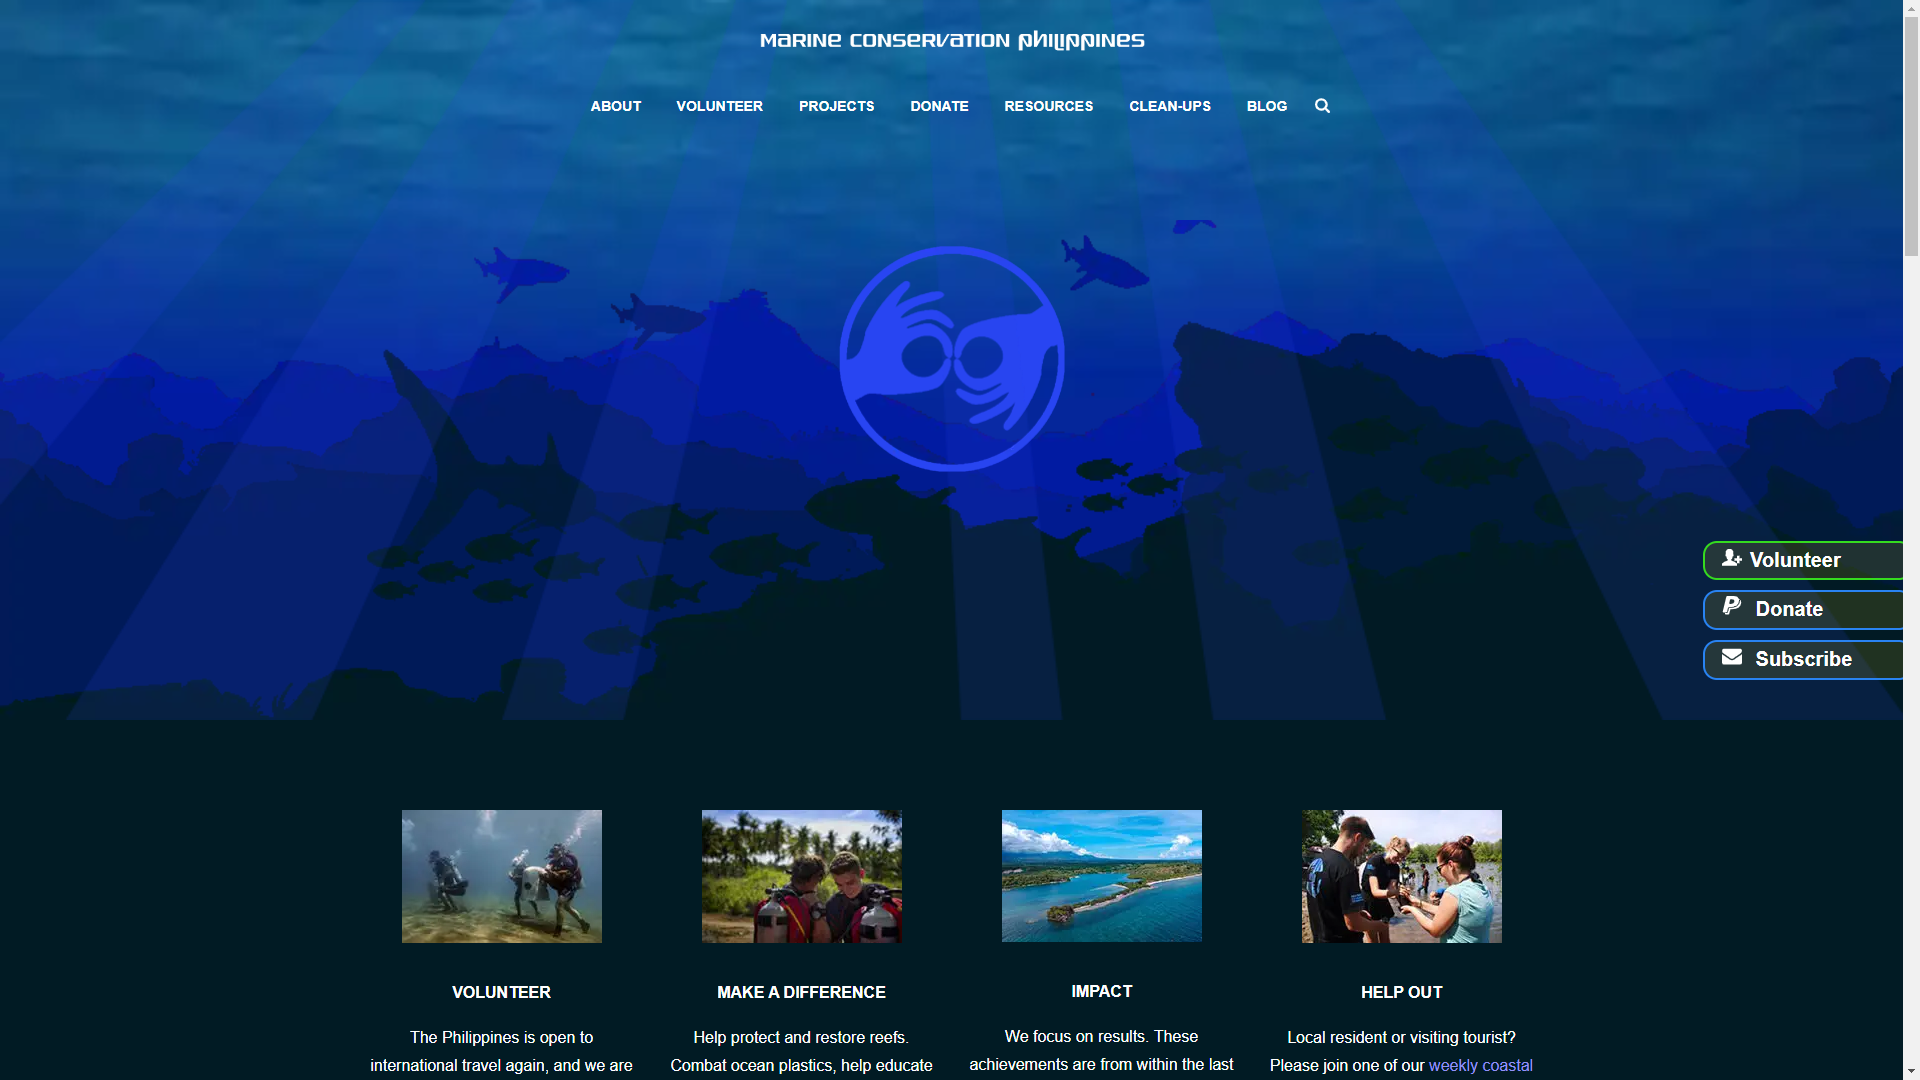 MARINE CONSERVATION PHILIPPINES
ABOUT VOLUNTEER PROJECTS DONATE RESOURCES CLEAN-UPS BLOG
Volunteer
Donate
Subscribe
VOLUNTEER
The Philippines is open to
international travel again, and we are
MAKE A DIFFERENCE
Help protect and restore reefs.
Combat ocean plastics, help educate
IMPACT
We focus on results. These
achievements are from within the last
HELP OUT
Local resident or visiting tourist?
Please join one of our weekly coastal